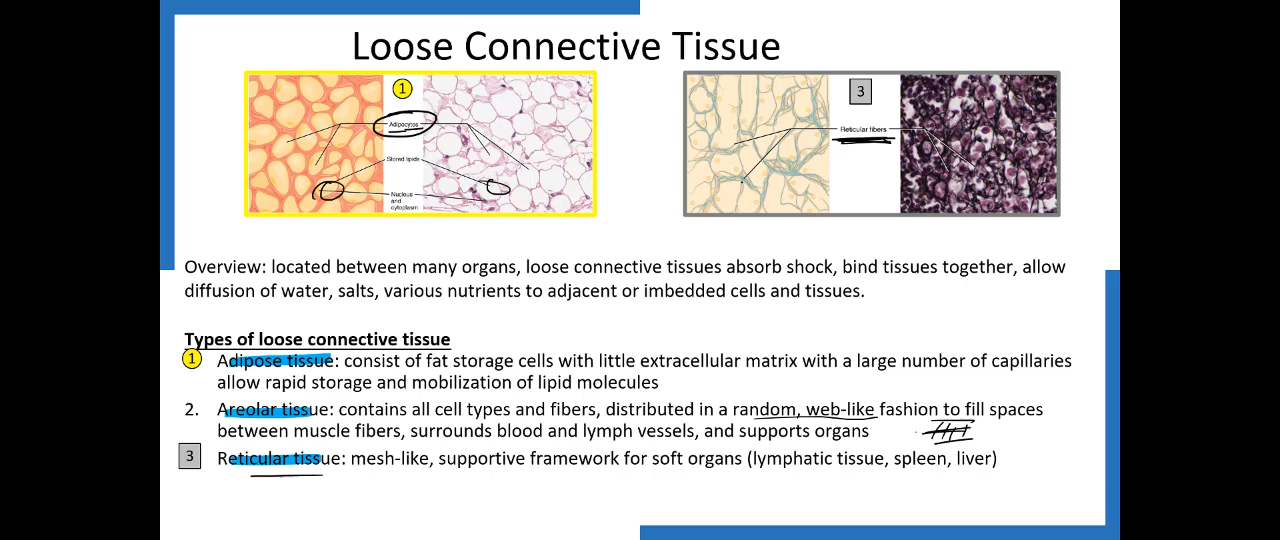 Loose Connective Tissue
1
Adipocytes
Stored lipids
Nucleus
and
cytoplasm
3
Reticular fibers
Overview: located between many organs, loose connective tissues absorb shock, bind tissues together, allow
diffusion of water, salts, various nutrients to adjacent or imbedded cells and tissues.
Types of loose connective tissue
1 Adipose tissue: consist of fat storage cells with little extracellular matrix with a large number of capillaries
allow rapid storage and mobilization of lipid molecules
2. Areolar tissue: contains all cell types and fibers, distributed in a random, web-like fashion to fill spaces
between muscle fibers, surrounds blood and lymph vessels, and supports organs
3 Reticular tissue: mesh-like, supportive framework for soft organs (lymphatic tissue, spleen, liver)